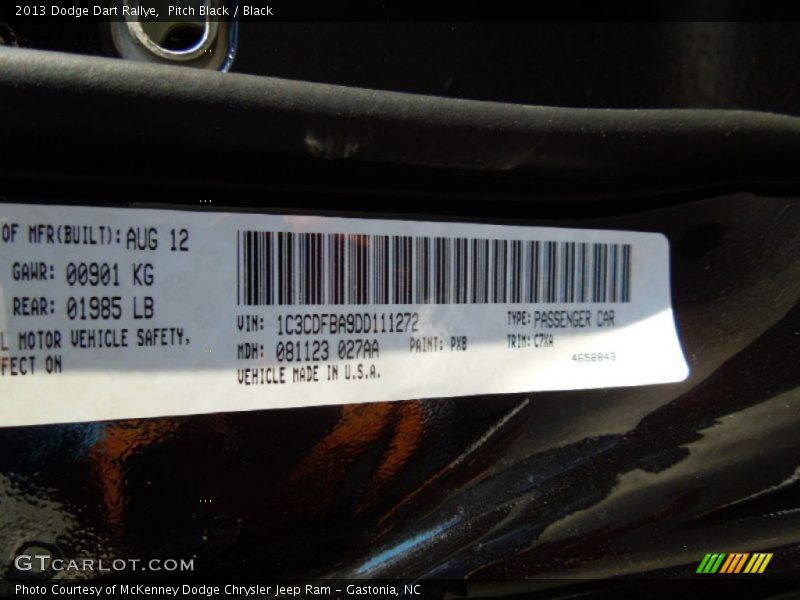 2013 Dodge Dart Rallye, Pitch Black / Black
OF MFR(BUILT): AUG 12
GAWR: 00901 KG
REAR: 01985 LB
L MOTOR VEHICLE SAFETY,
FECT ON
VIN: 1C3CDFBA9DD111272
TYPE: PASSENGER CAR
MDH: 081123 027AA
PAINT: PX8
TRIM: C7XA
VEHICLE MADE IN U.S.A.
4658843
GTCARLOT.COM
Photo Courtesy of McKenney Dodge Chrysler Jeep Ram - Gastonia, NC